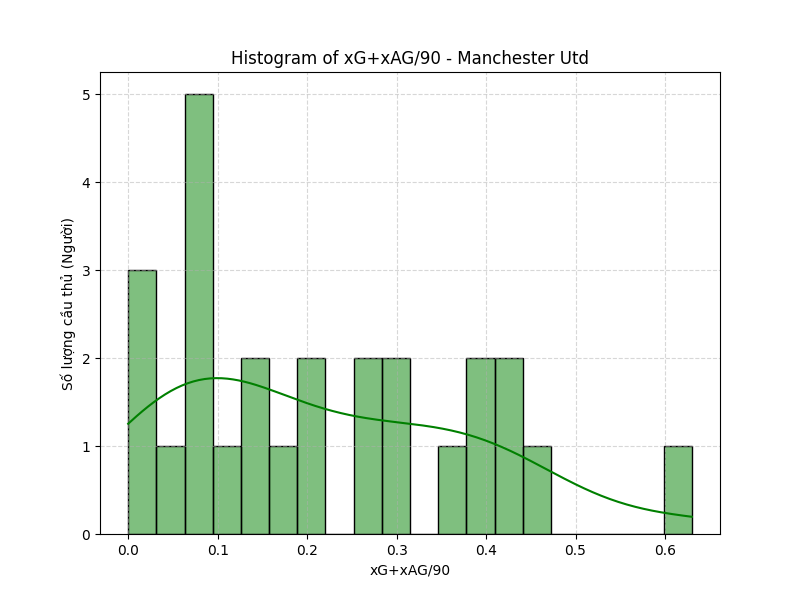 Histogram of xG+xAG/90 - Manchester Utd
Số lượng cầu thủ (Người)
5
4
3
2
1
0
0.0 0.1 0.2 0.3 0.4 0.5 0.6
xG+xAG/90